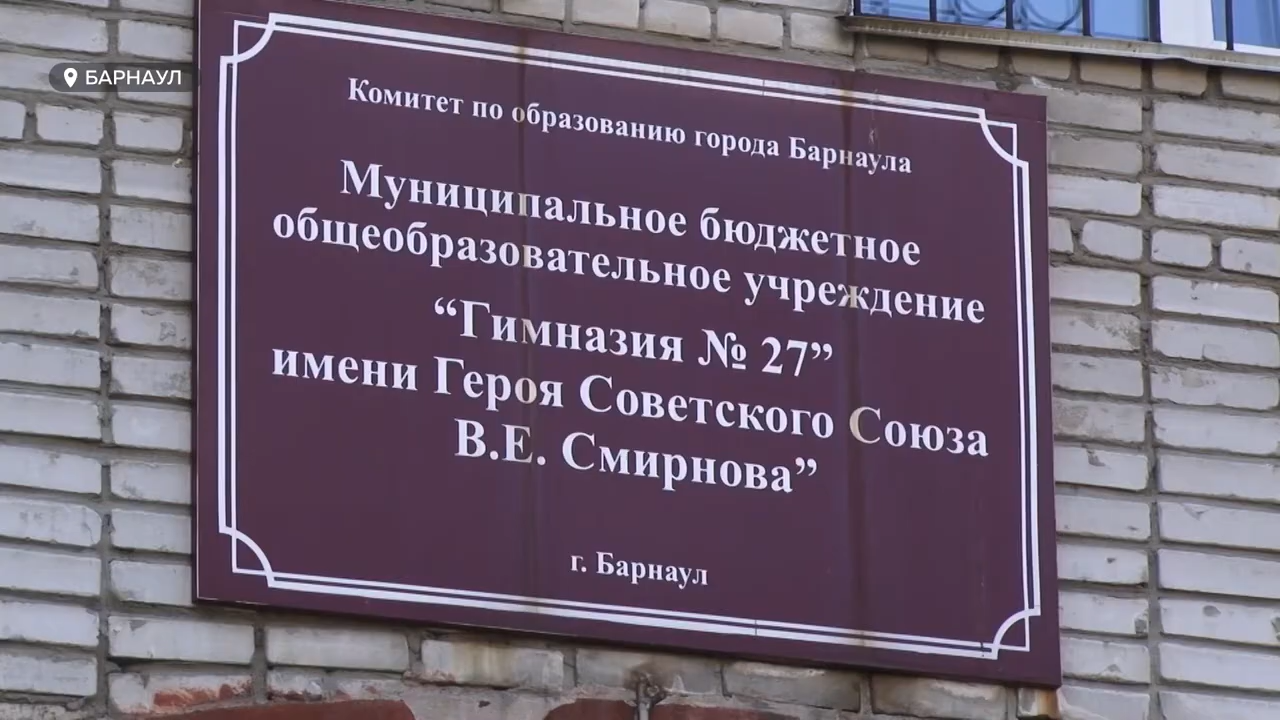 БАРНАУЛ
Комитет по образованию города Барнаула
Муниципальное бюджетное
общеобразовательное учреждение
“Гимназия № 27”
имени Героя Советского Союза
В.Е. Смирнова”
г. Барнаул